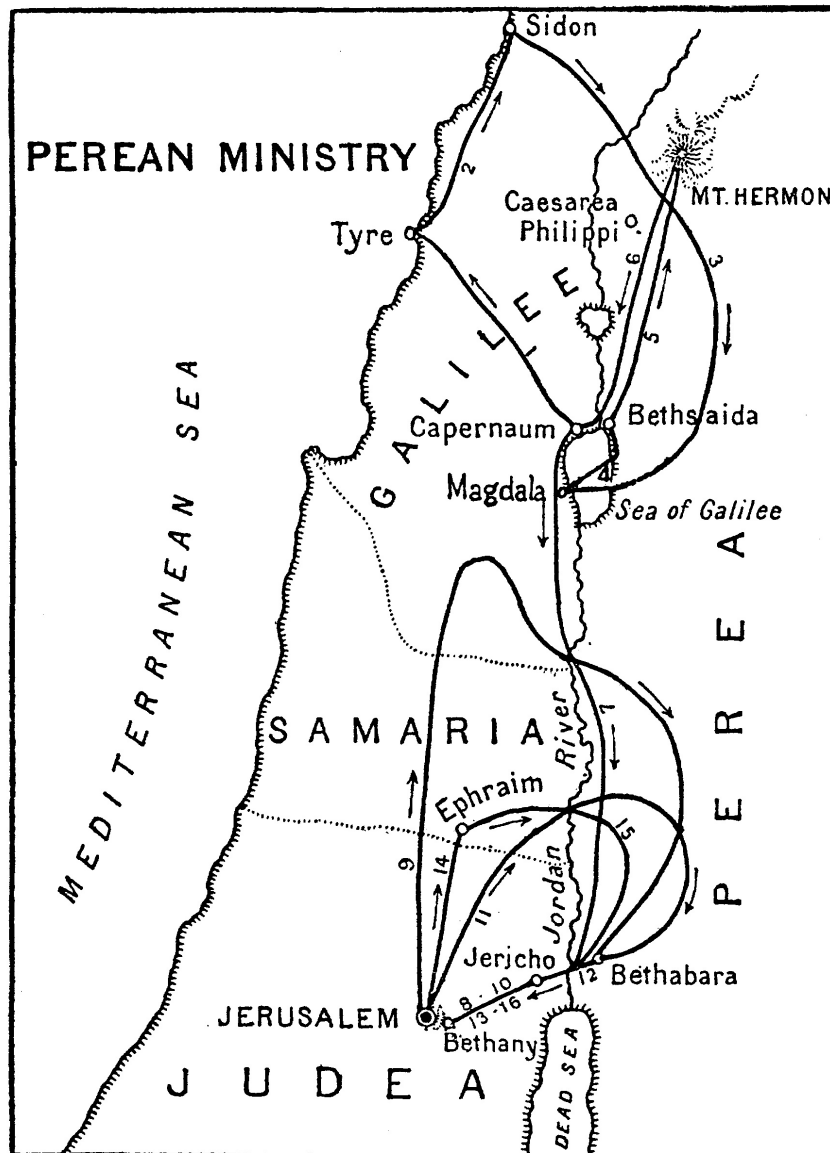 Sidon
PEREAN MINISTRY
2
Caesarea
Philippi
MT. HERMON
Tyre
3
6
5
GALILEE
1
Capernaum
Bethsaida
4
Magdala
Sea of Galilee
MEDITERRANEAN SEA
PEREA
7
SAMARIA
River
Ephraim
15
9
14
11
Jordan
Jericho
12
Bethabara
8 - 10
13 - 16
JERUSALEM
Bethany
JUDEA
DEAD SEA